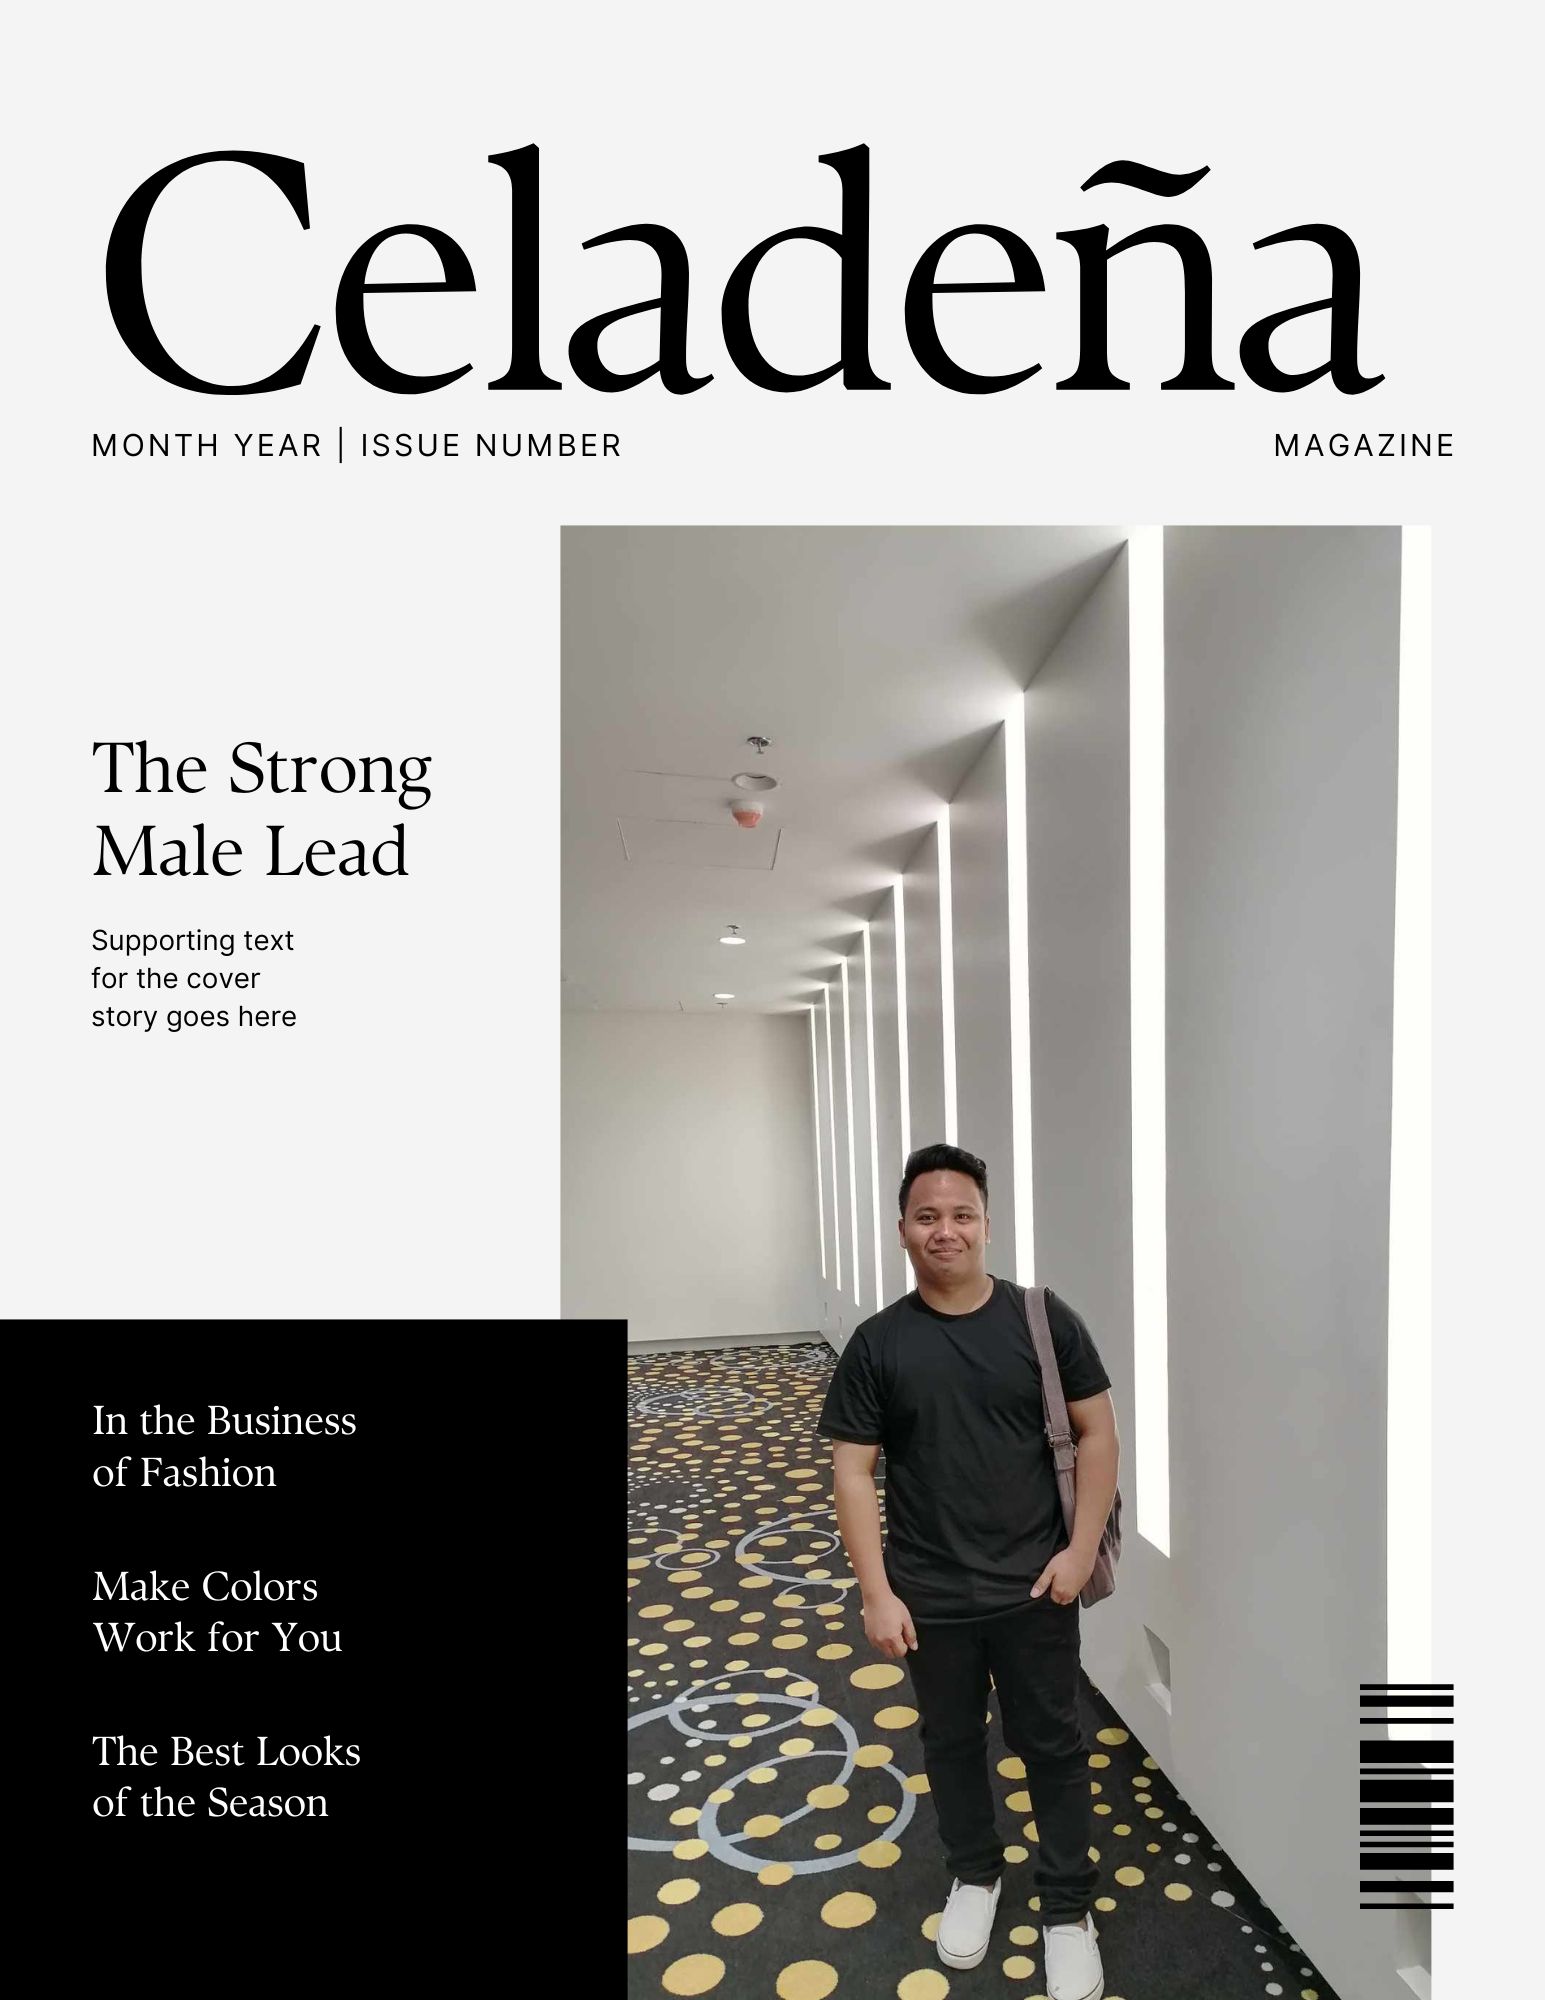 Celadeña
MONTH YEAR | ISSUE NUMBER
MAGAZINE
The Strong
Male Lead
Supporting text
for the cover
story goes here
In the Business
of Fashion
Make Colors
Work for You
The Best Looks
of the Season